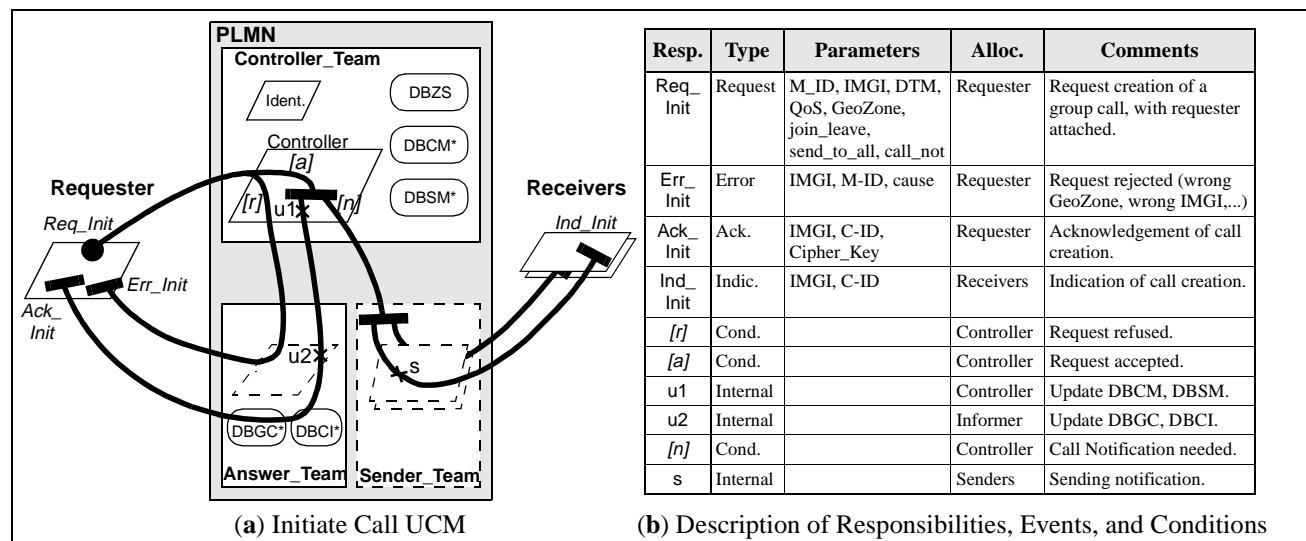 PLMN
Controller_Team
Ident.
DBZS
Controller
DBCM*
[a]
Requester
DBSM*
Receivers
[r]
u1
[n]
Req_Init
Ind_Init
Err_Init
Ack_
Init
u2
s
DBGC*
DBCI*
Answer_Team
Sender_Team
(a) Initiate Call UCM
Resp. Type Parameters Alloc. Comments
Req_ Request M_ID, IMGI, DTM, Requester Request creation of a
Init QoS, GeoZone, group call, with requester
join_leave, attached.
send_to_all, call_not
Err_ Error IMGI, M-ID, cause Requester Request rejected (wrong
Init GeoZone, wrong IMGI,...)
Ack_ Ack. IMGI, C-ID, Requester Acknowledgement of call
Init Cipher_Key creation.
Ind_ Indic. IMGI, C-ID Receivers Indication of call creation.
Init
[r] Cond. Controller Request refused.
[a] Cond. Controller Request accepted.
u1 Internal Controller Update DBCM, DBSM.
u2 Internal Informer Update DBGC, DBCI.
[n] Cond. Controller Call Notification needed.
s Internal Senders Sending notification.
(b) Description of Responsibilities, Events, and Conditions